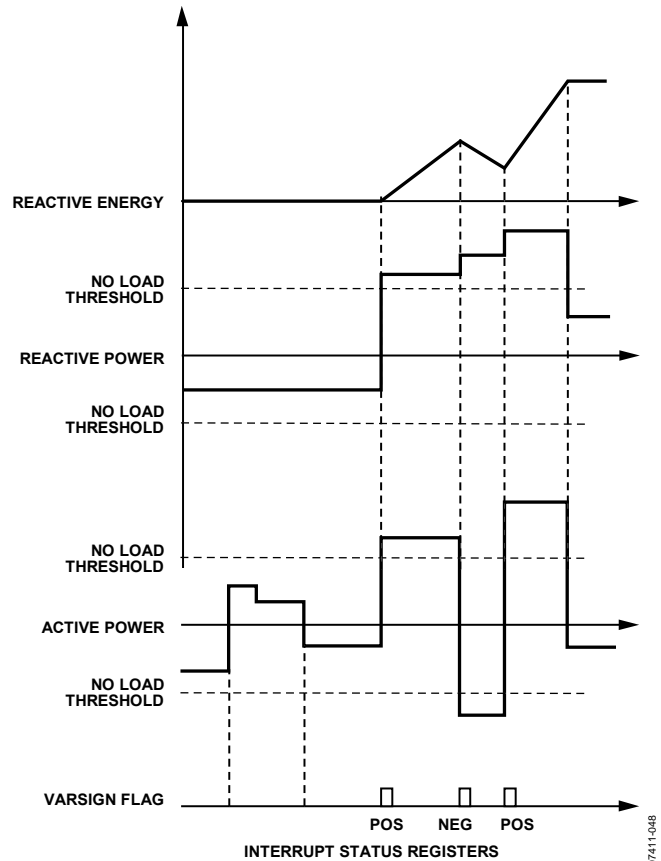 REACTIVE ENERGY
NO LOAD
THRESHOLD
REACTIVE POWER
NO LOAD
THRESHOLD
NO LOAD
THRESHOLD
ACTIVE POWER
NO LOAD
THRESHOLD
VARSIGN FLAG
POS NEG POS
INTERRUPT STATUS REGISTERS
7411-048